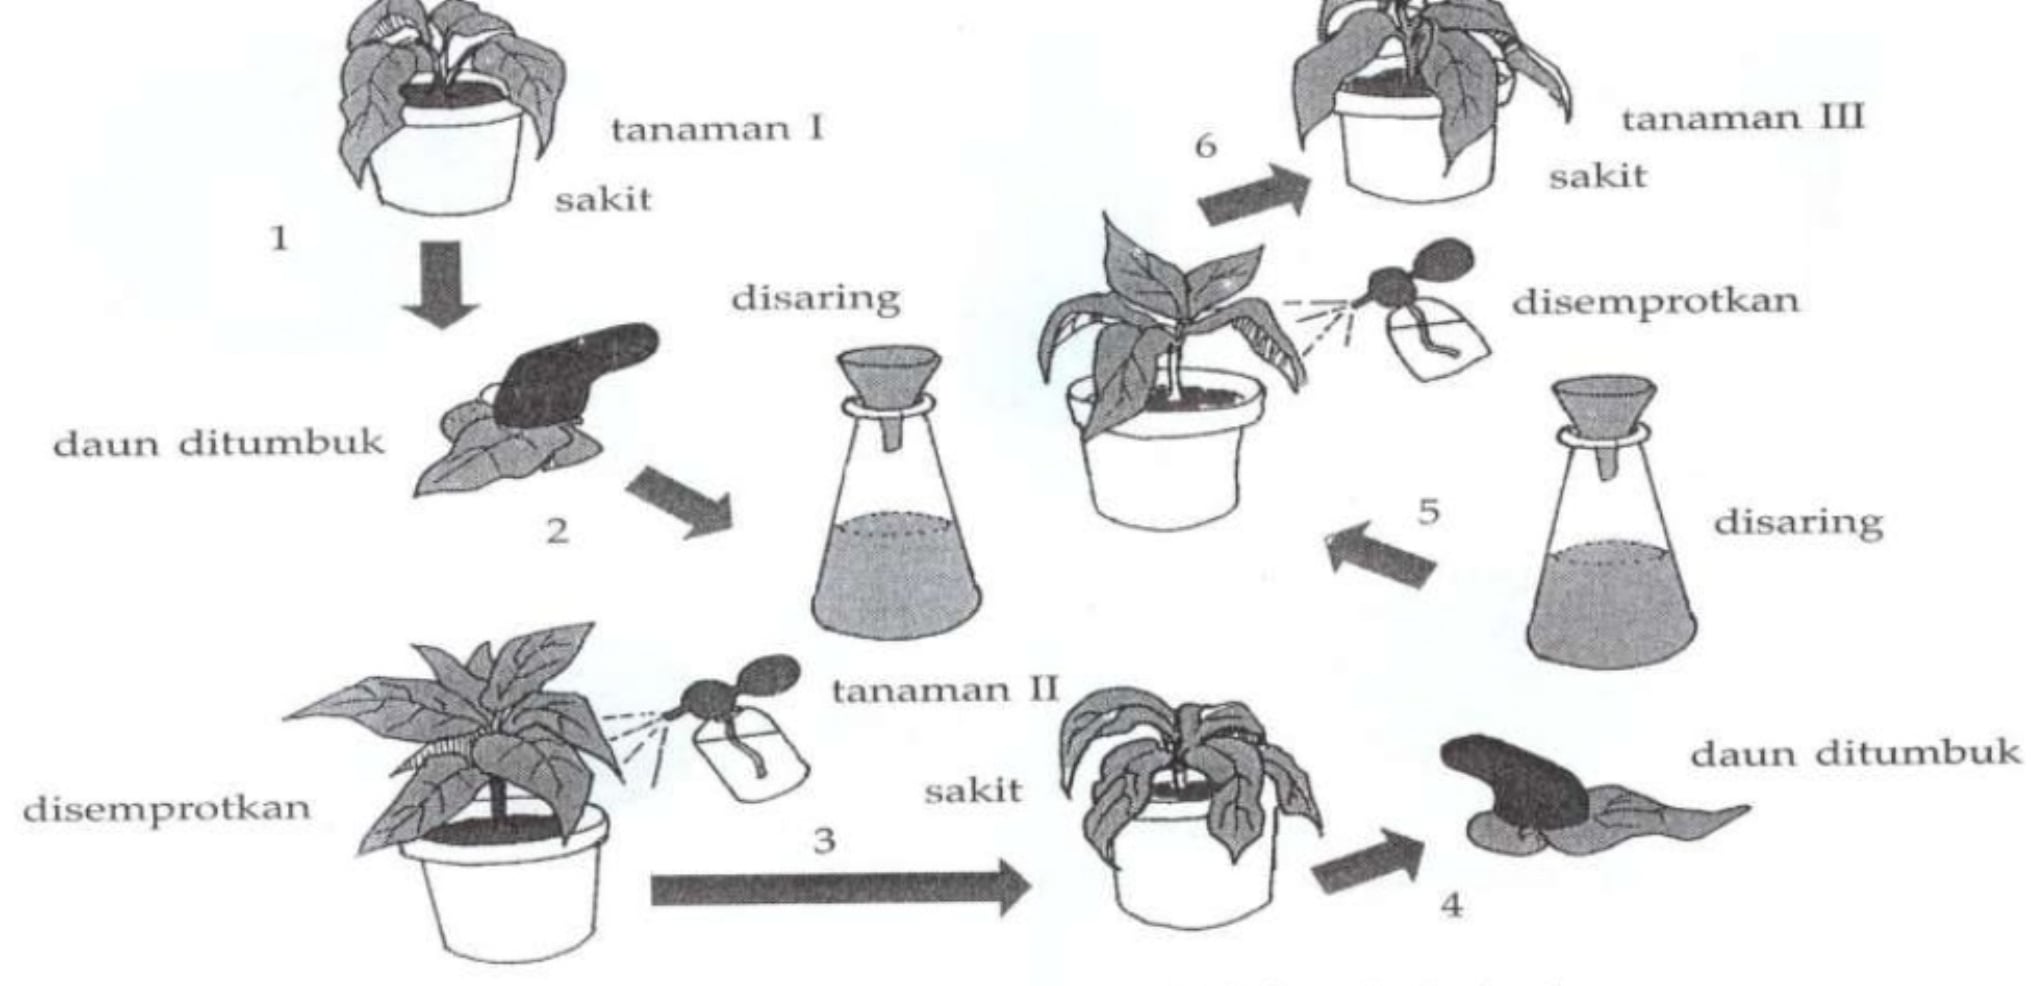 tanaman I
sakit
1
daun ditumbuk
2
disaring
disemprotkan
3
tanaman II
sakit
4
daun ditumbuk
disaring
5
disemprotkan
6
tanaman III
sakit